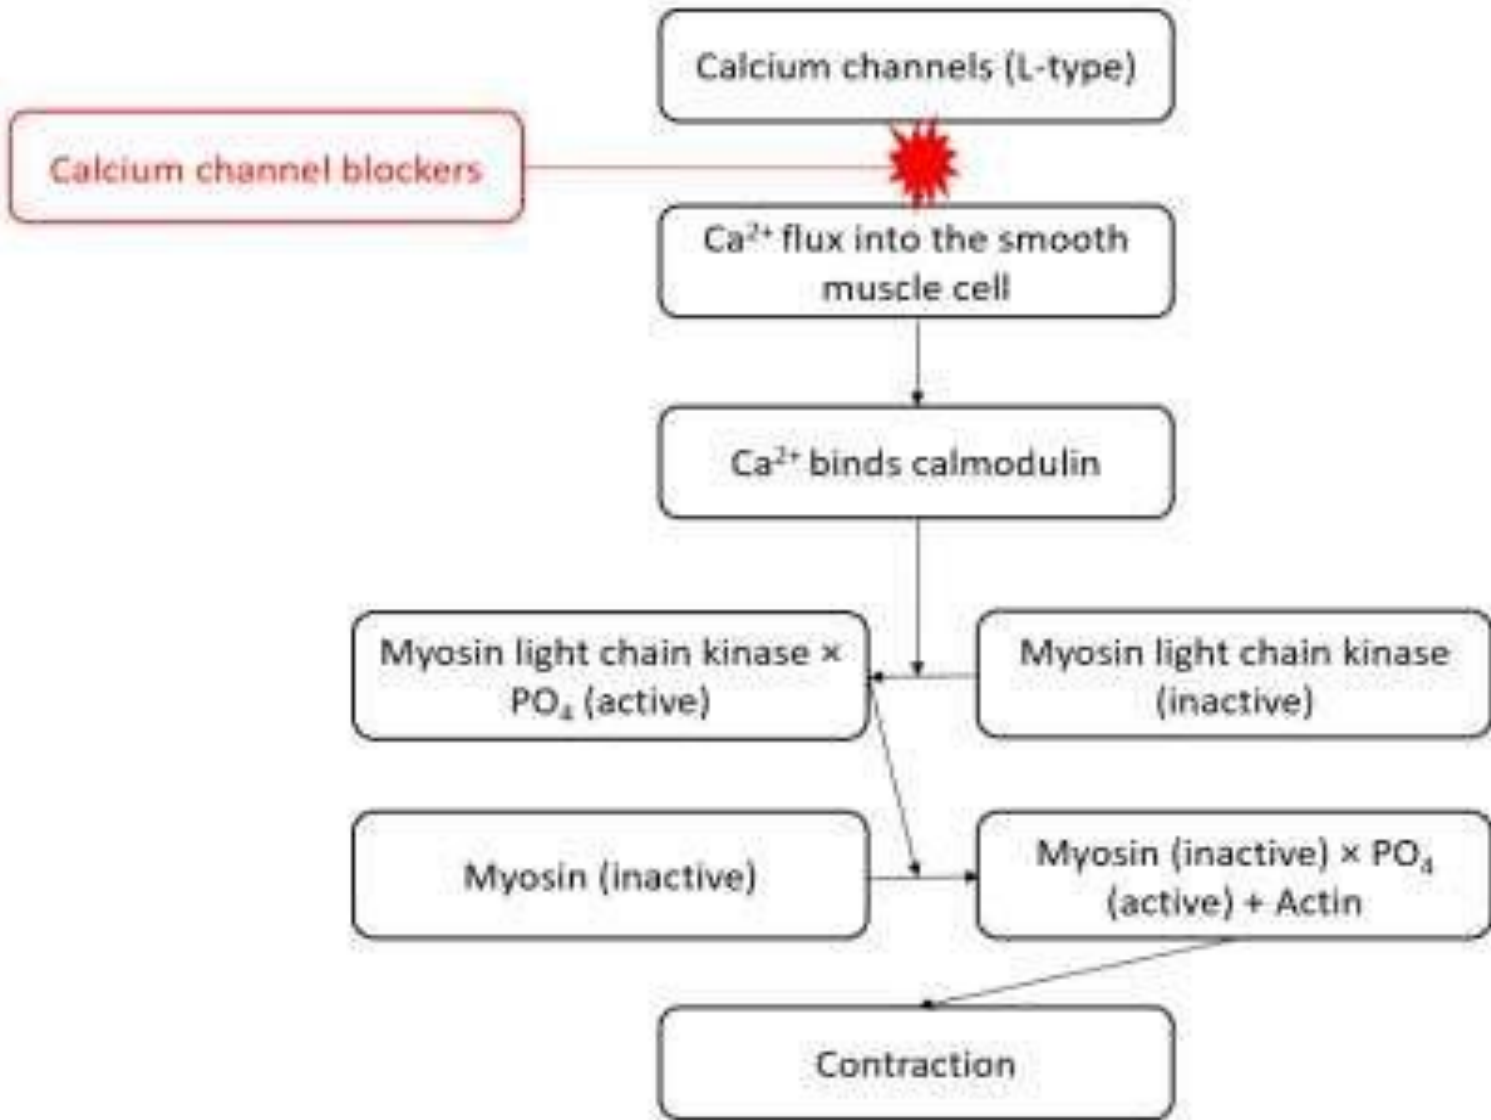 Calcium channels (L-type)
Calcium channel blockers
Ca²⁺ flux into the smooth
muscle cell
Ca²⁺ binds calmodulin
Myosin light chain kinase ×
PO₄ (active)
Myosin light chain kinase
(inactive)
Myosin (inactive)
Myosin (inactive) × PO₄
(active) + Actin
Contraction